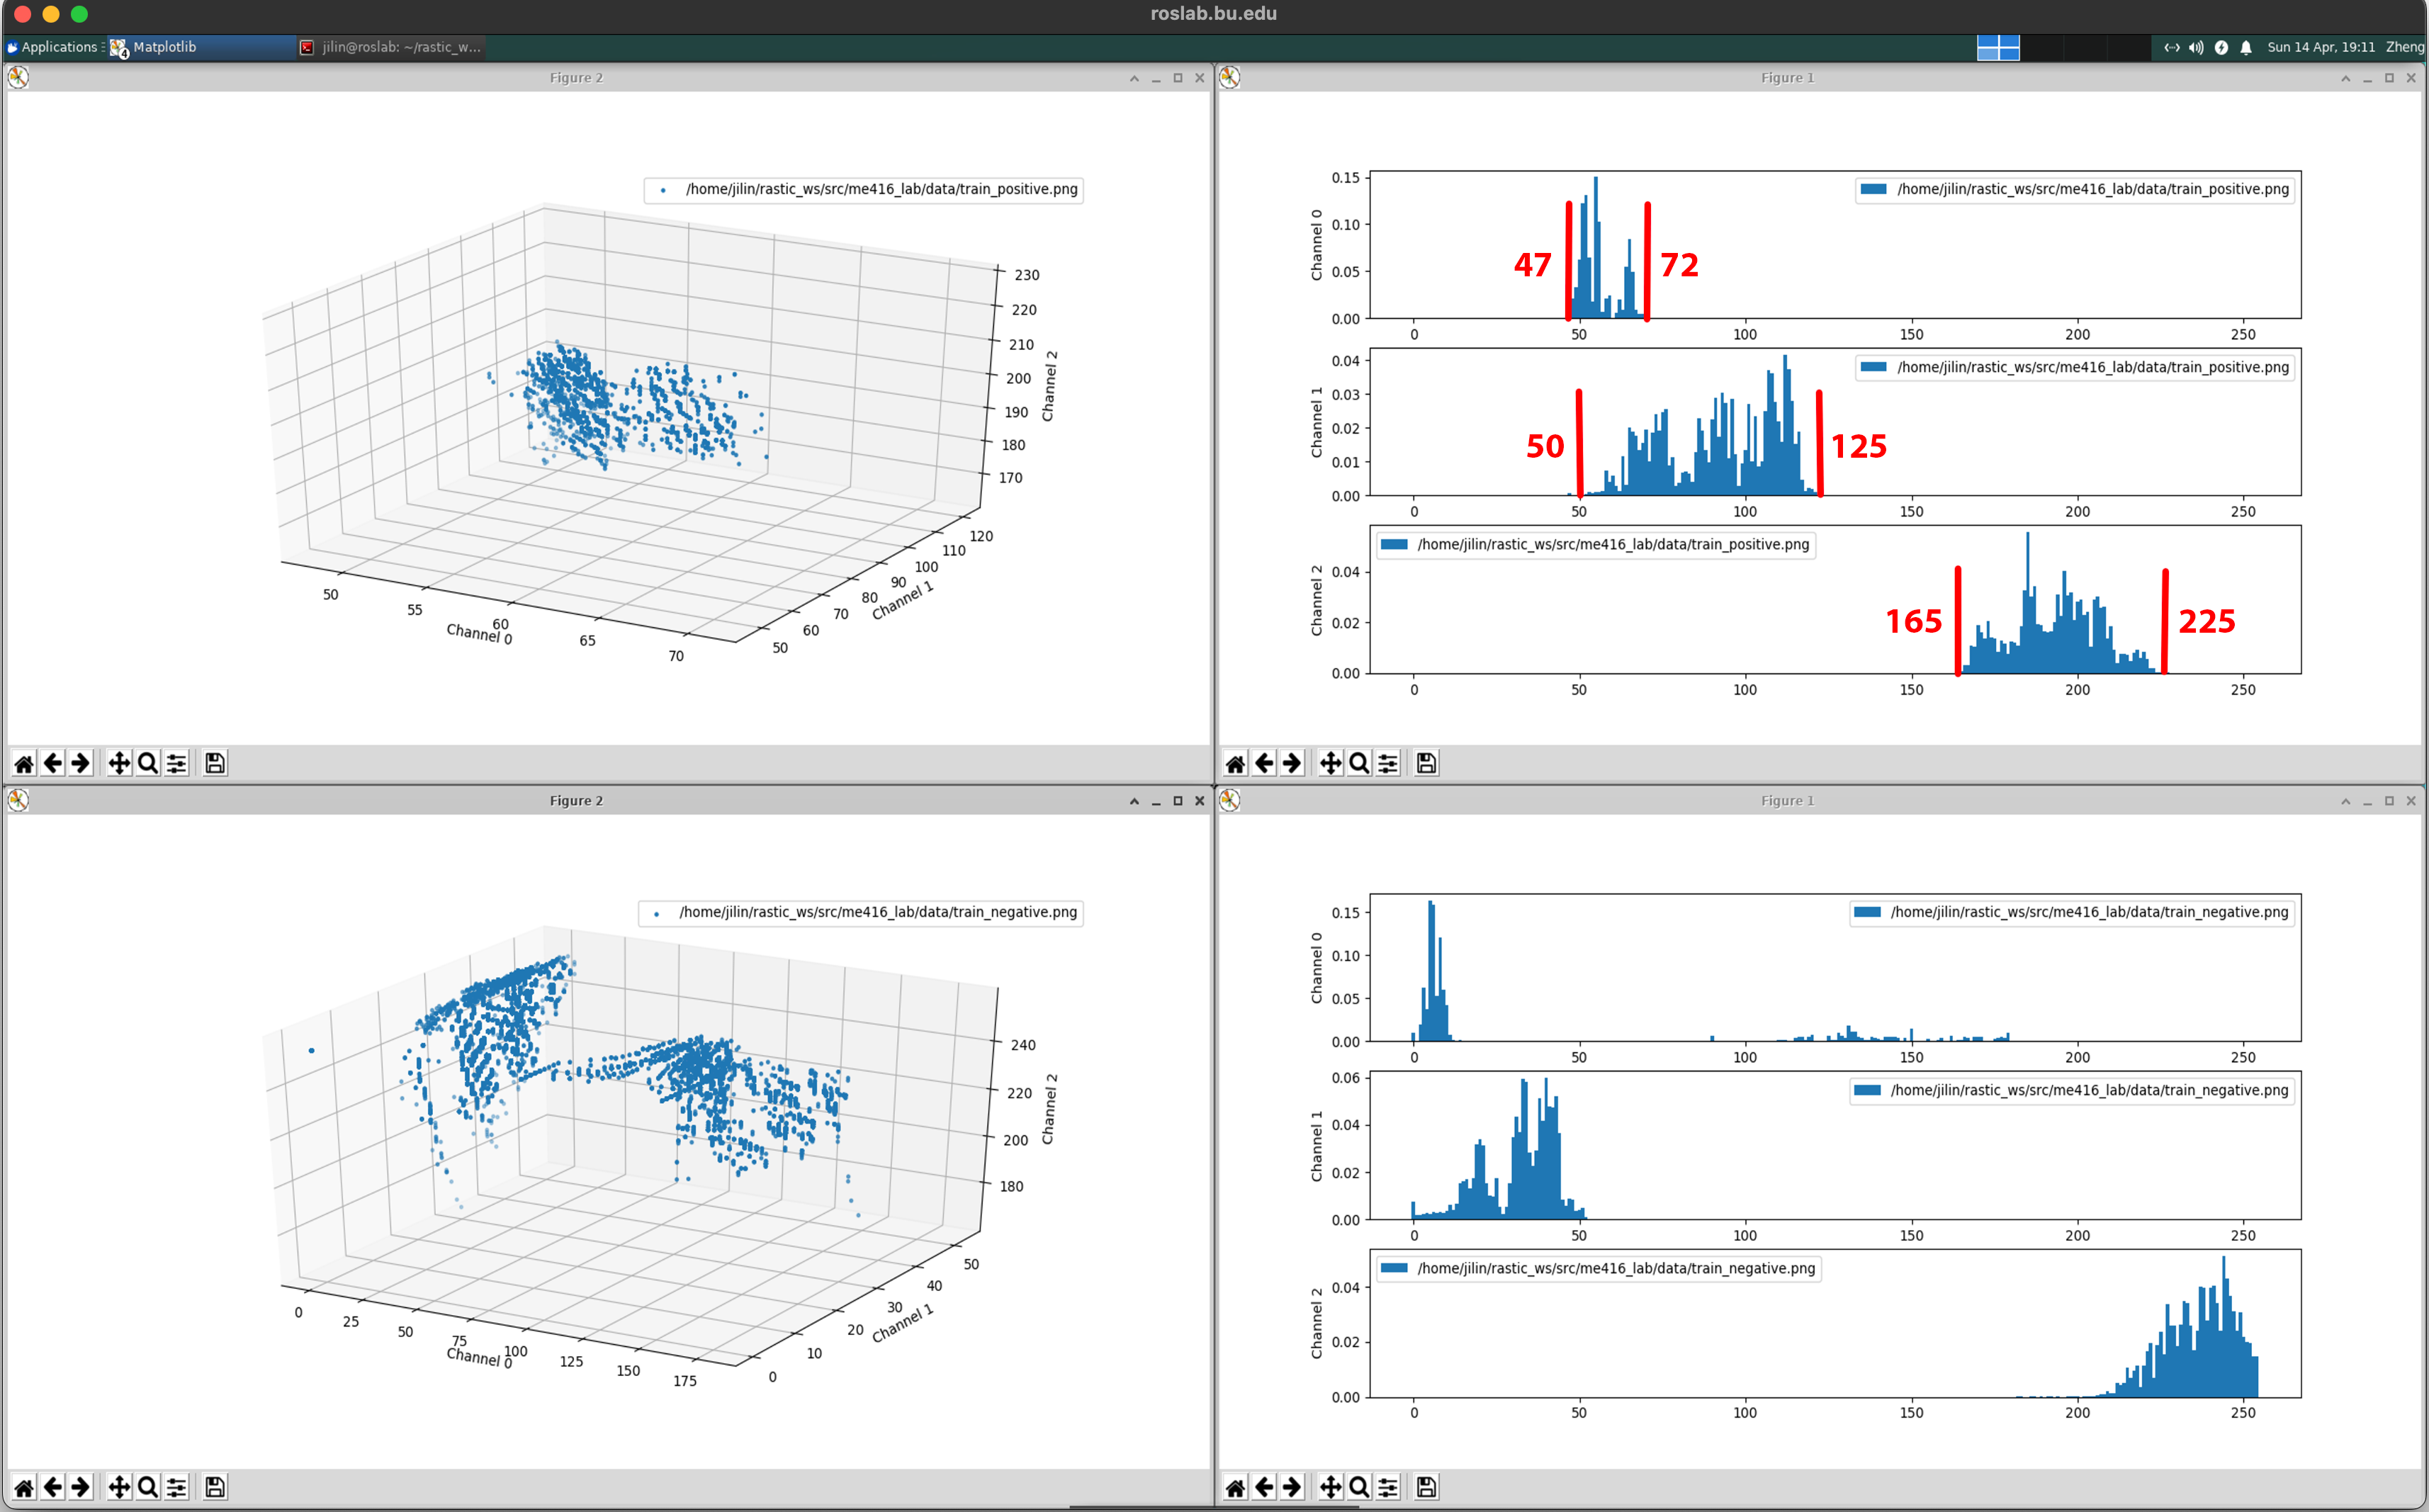 roslab.bu.edu
Applications Matplotlib jilin@roslab: ~/rastic_w... Sun 14 Apr, 19:11 Zheng
4
Figure 2
/home/jilin/rastic_ws/src/me416_lab/data/train_positive.png
230
220
210
200
190
180
170
Channel 2
120
110
100
90
80
70
60
50
Channel 1
50
55
60
65
70
Channel 0
Figure 1
/home/jilin/rastic_ws/src/me416_lab/data/train_positive.png
Channel 0
0.15
0.10
0.05
0.00
47 72
0 50 100 150 200 250
/home/jilin/rastic_ws/src/me416_lab/data/train_positive.png
Channel 1
0.04
0.03
0.02
0.01
0.00
50 125
0 50 100 150 200 250
/home/jilin/rastic_ws/src/me416_lab/data/train_positive.png
Channel 2
0.04
0.02
0.00
165 225
0 50 100 150 200 250
Figure 2
/home/jilin/rastic_ws/src/me416_lab/data/train_negative.png
240
220
200
180
Channel 2
50
40
30
20
10
0
Channel 1
0
25
50
75
100
125
150
175
Channel 0
Figure 1
/home/jilin/rastic_ws/src/me416_lab/data/train_negative.png
Channel 0
0.15
0.10
0.05
0.00
0 50 100 150 200 250
/home/jilin/rastic_ws/src/me416_lab/data/train_negative.png
Channel 1
0.06
0.04
0.02
0.00
0 50 100 150 200 250
/home/jilin/rastic_ws/src/me416_lab/data/train_negative.png
Channel 2
0.04
0.02
0.00
0 50 100 150 200 250